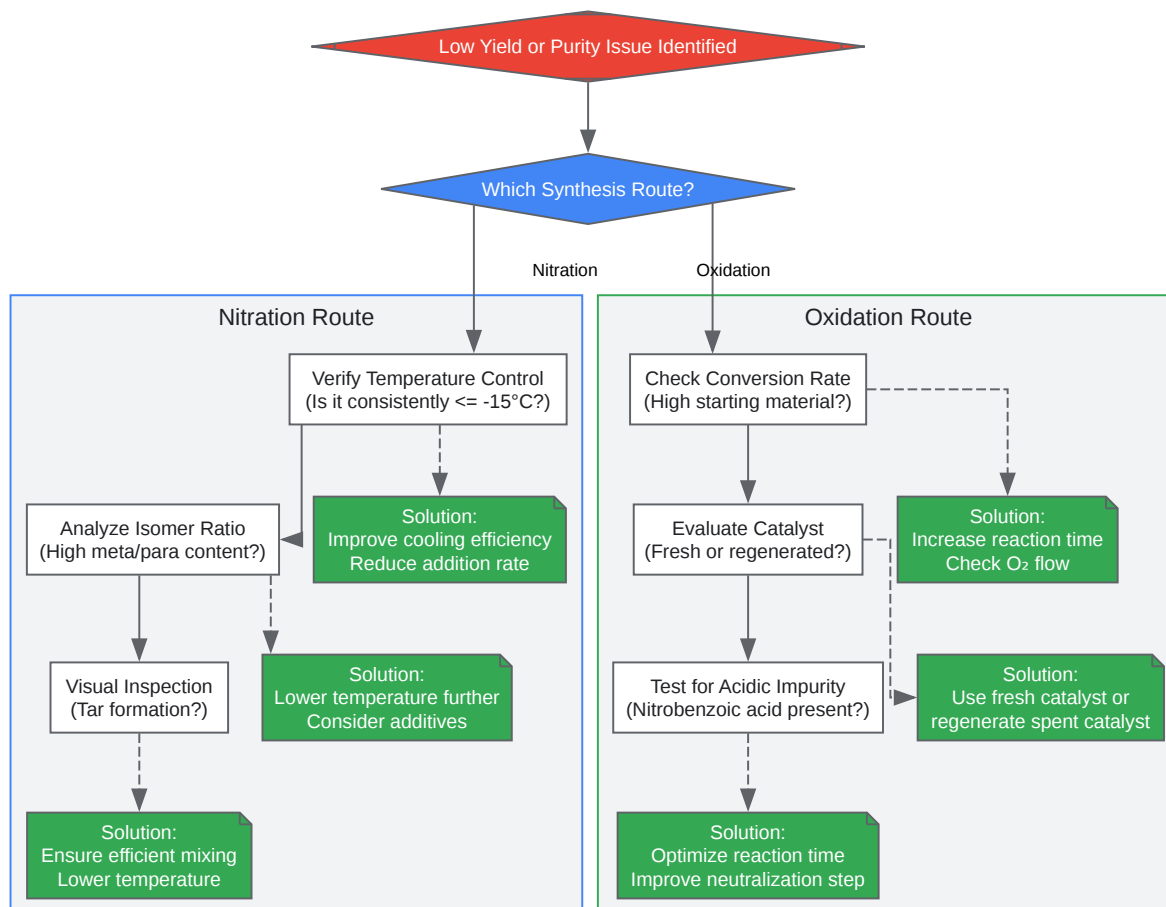 Low Yield or Purity Issue Identified
Which Synthesis Route?
Nitration
Oxidation
Nitration Route
Verify Temperature Control
(Is it consistently <= -15°C?)
Solution:
Improve cooling efficiency
Reduce addition rate
Analyze Isomer Ratio
(High meta/para content?)
Solution:
Lower temperature further
Consider additives
Visual Inspection
(Tar formation?)
Solution:
Ensure efficient mixing
Lower temperature
Oxidation Route
Check Conversion Rate
(High starting material?)
Solution:
Increase reaction time
Check O₂ flow
Evaluate Catalyst
(Fresh or regenerated?)
Solution:
Use fresh catalyst or
regenerate spent catalyst
Test for Acidic Impurity
(Nitrobenzoic acid present?)
Solution:
Optimize reaction time
Improve neutralization step